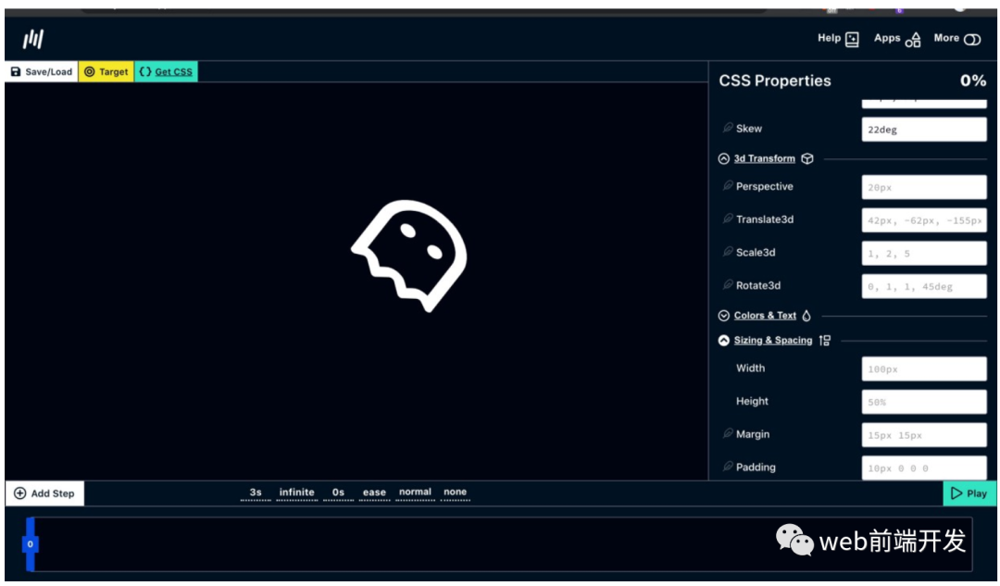 Help
Apps
More
Save/Load
Target
Get CSS
CSS Properties
0%
Skew
22deg
3d Transform
Perspective
20px
Translate3d
42px, -62px, -155px
Scale3d
1, 2, 5
Rotate3d
0, 1, 1, 45deg
Colors & Text
Sizing & Spacing
Width
100px
Height
50%
Margin
15px 15px
Padding
10px 0 0 0
Add Step
3s infinite 0s ease normal none
Play
0
web前端开发